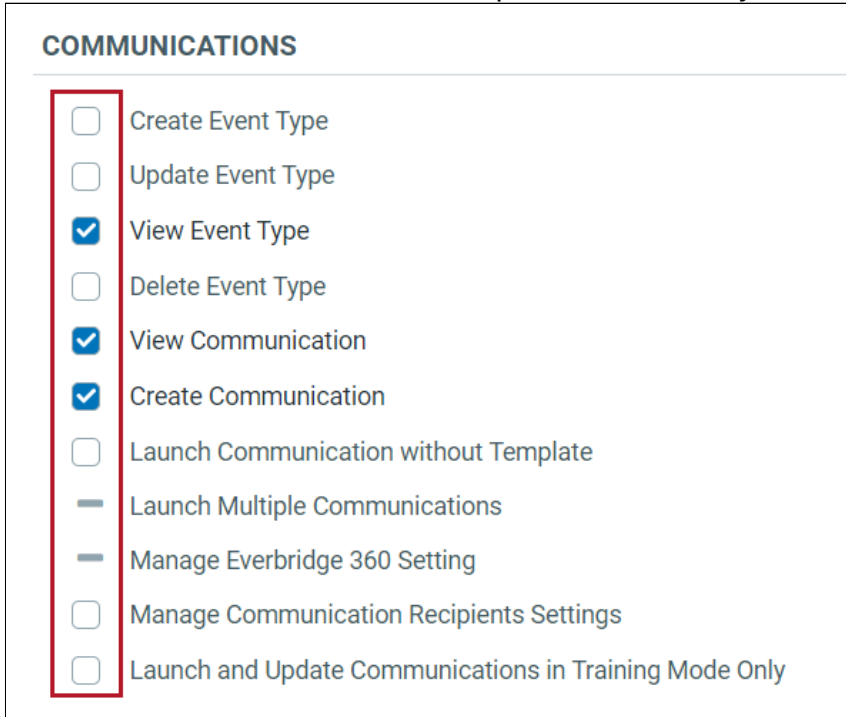 COMMUNICATIONS
Create Event Type
Update Event Type
View Event Type
Delete Event Type
View Communication
Create Communication
Launch Communication without Template
Launch Multiple Communications
Manage Everbridge 360 Setting
Manage Communication Recipients Settings
Launch and Update Communications in Training Mode Only